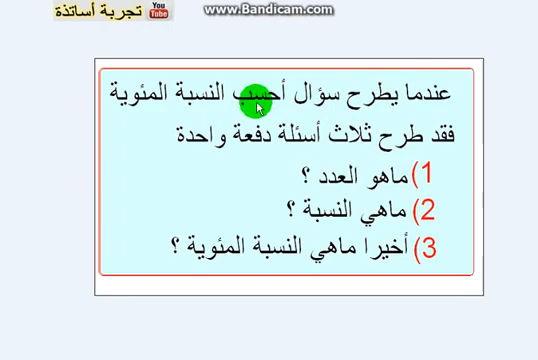 تجربة أساتذة You Tube
www.Bandicam.com
عندما يطرح سؤال أحسب النسبة المئوية
فقد طرح ثلاث أسئلة دفعة واحدة
1) ماهو العدد ؟
2) ماهي النسبة ؟
3) أخيرا ماهي النسبة المئوية ؟